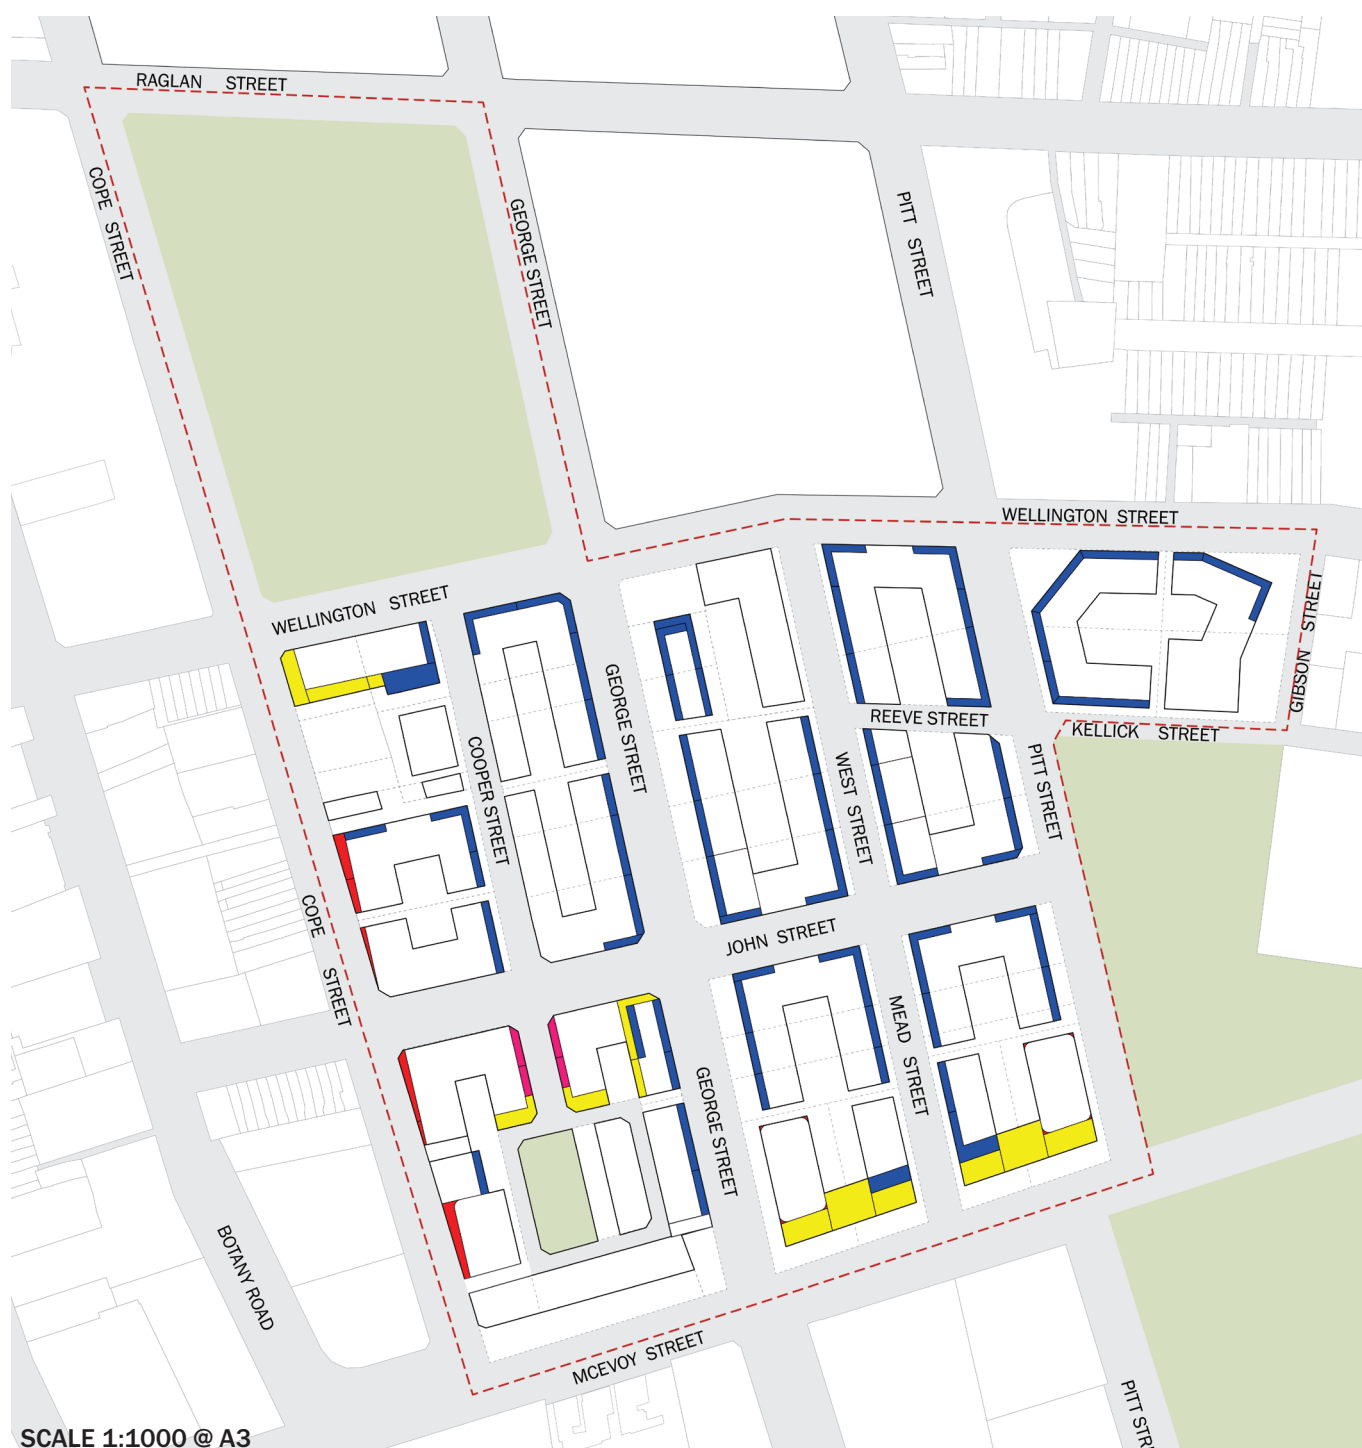 RAGLAN STREET
COPE STREET
GEORGE STREET
PITT STREET
WELLINGTON STREET
WELLINGTON STREET
GIBSON STREET
GEORGE STREET
REEVE STREET
KELLICK STREET
COOPER STREET
WEST STREET
PITT STREET
COPE STREET
JOHN STREET
MEAD STREET
GEORGE STREET
BOTANY ROAD
MCEVOY STREET
PITT STR
SCALE 1:1000 @ A3